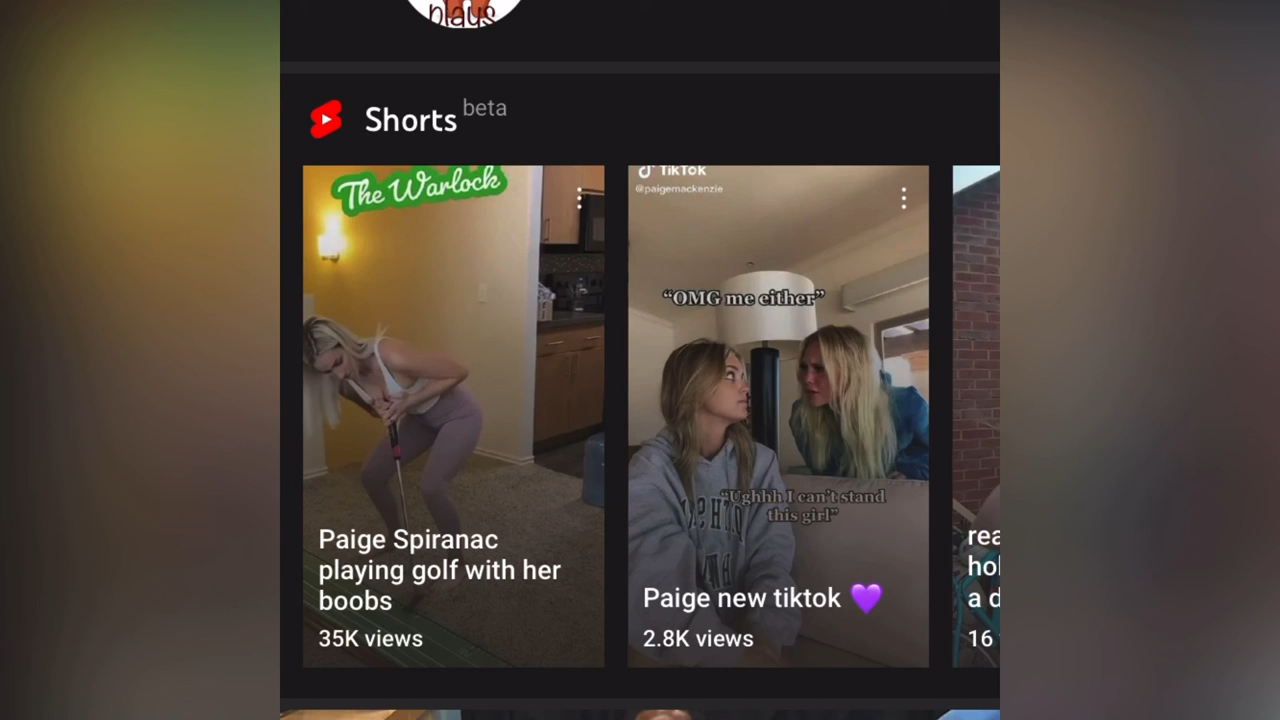 plays
Shorts beta
The Warlock
TikTok
@paigemackenzie
“OMG me either”
“Ughhh I can’t stand
this girl”
Paige Spiranac
playing golf with her
boobs
35K views
Paige new tiktok 💜
2.8K views
rea
hol
a d
16